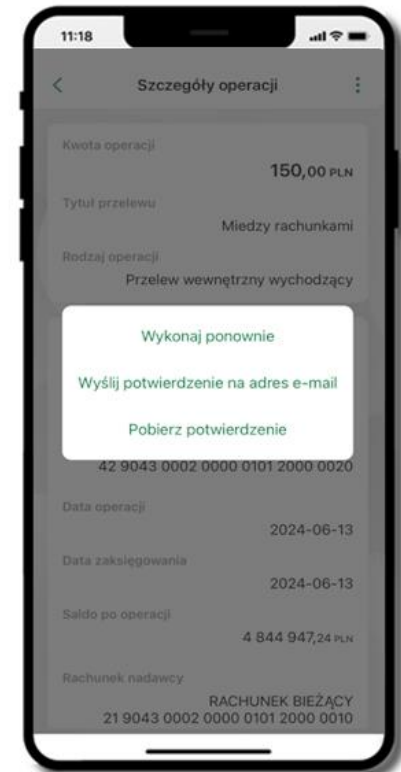 11:18
Szczegóły operacji
Kwota operacji
150,00 PLN
Tytuł przelewu
Miedzy rachunkami
Rodzaj operacji
Przelew wewnętrzny wychodzący
Wykonaj ponownie
Wyślij potwierdzenie na adres e-mail
Pobierz potwierdzenie
42 9043 0002 0000 0101 2000 0020
Data operacji
2024-06-13
Data zaksięgowania
2024-06-13
Saldo po operacji
4 844 947,24 PLN
Rachunek nadawcy
RACHUNEK BIEŻĄCY
21 9043 0002 0000 0101 2000 0010